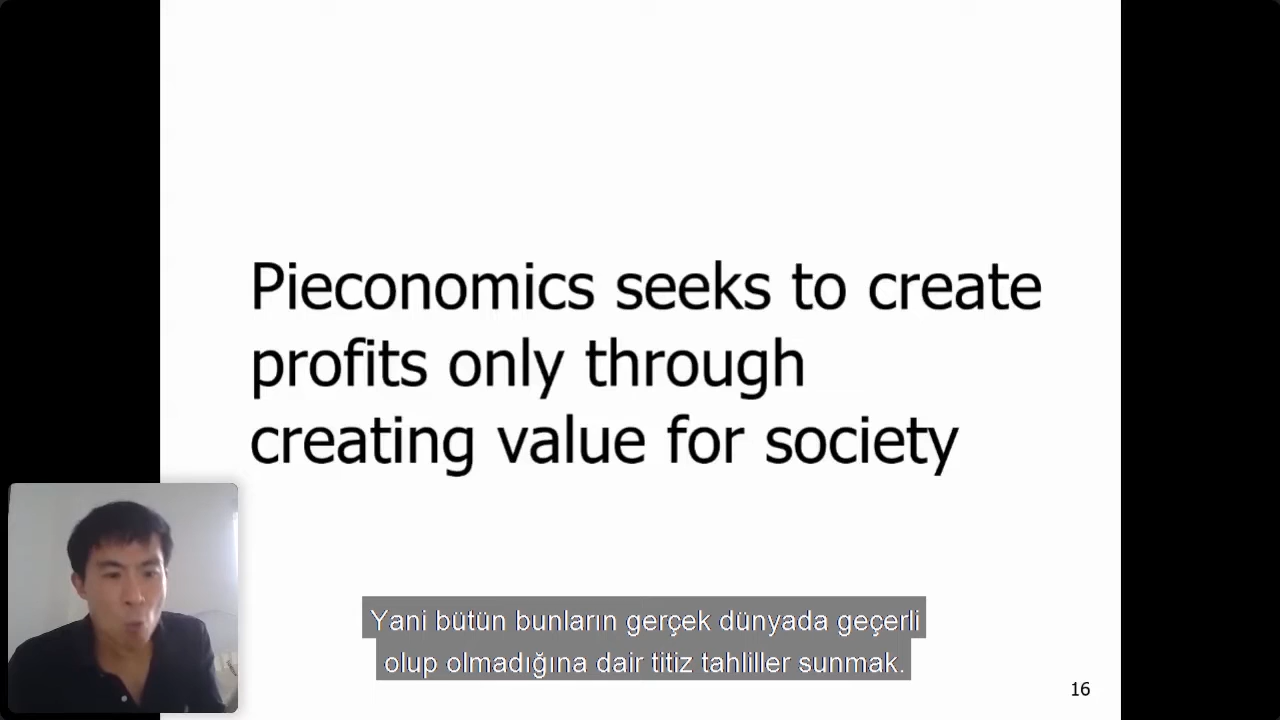 Pieconomics seeks to create
profits only through
creating value for society
Yani bütün bunların gerçek dünyada geçerli
olup olmadığına dair titiz tahliller sunmak.
16